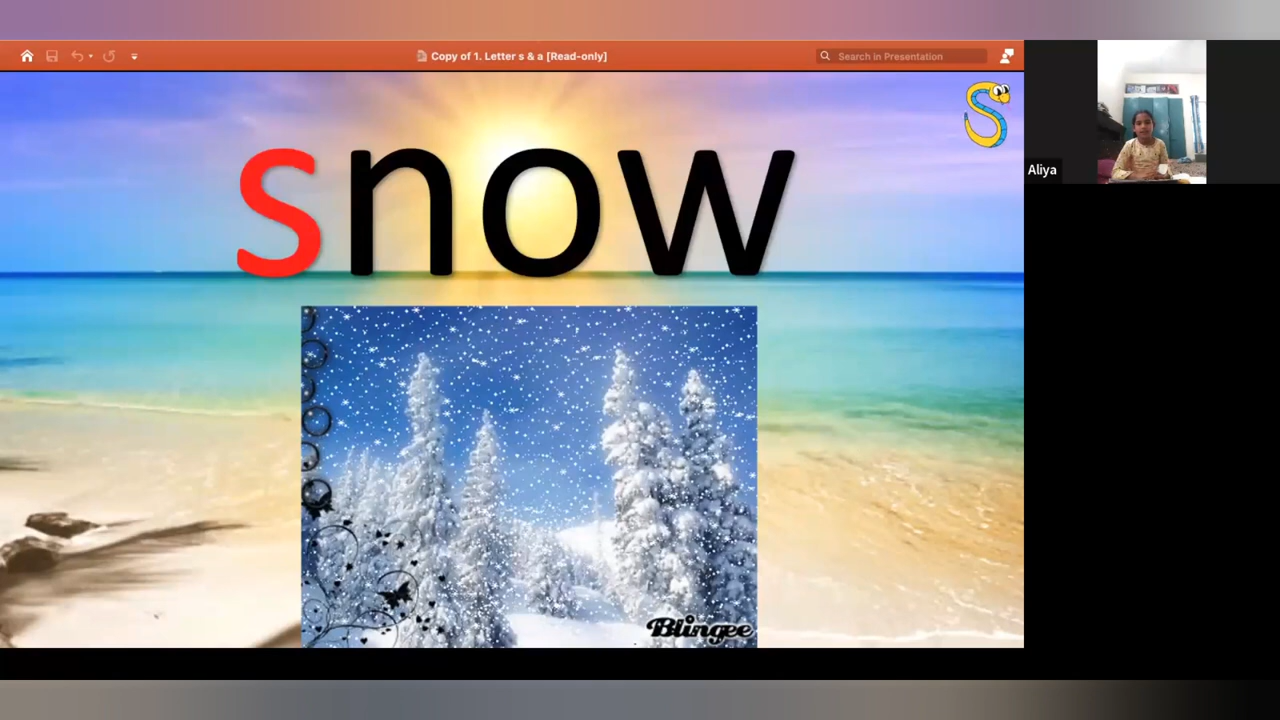 Copy of 1. Letter s & a [Read-only]
Search in Presentation
snow
Blingee
Aliya